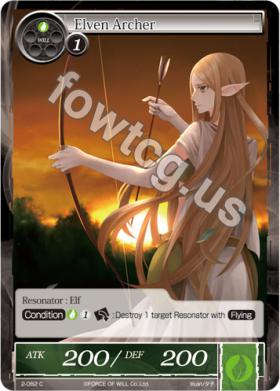 Elven Archer
WILL
1
fowtcg.us
Resonator : Elf
Condition 1 : Destroy 1 target Resonator with Flying
ATK 200 / DEF 200
2-062 C ©FORCE OF WILL Co.,Ltd.